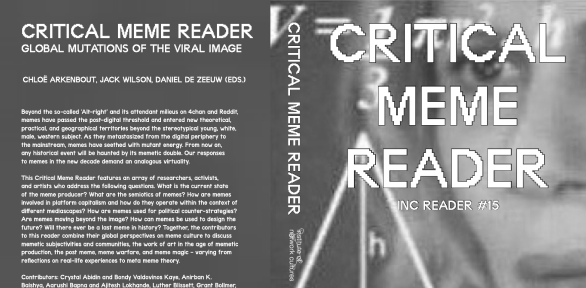 CRITICAL MEME READER
GLOBAL MUTATIONS OF THE VIRAL IMAGE
CHLOË ARKENBOUT, JACK WILSON, DANIEL DE ZEEUW (EDS.)
Beyond the so-called 'Alt-right' and its attendant milieus on 4chan and Reddit,
memes have passed the post-digital threshold and entered new theoretical,
practical, and geographical territories beyond the stereotypical young, white,
male, western subject. As they metastasized from the digital periphery to
the mainstream, memes have seethed with mutant energy. From now on,
any historical event will be haunted by its memetic double. Our responses
to memes in the new decade demand an analogous virtuality.
This Critical Meme Reader features an array of researchers, activists,
and artists who address the following questions. What is the current state
of the meme producer? What are the semiotics of memes? How are memes
involved in platform capitalism and how do they operate within the context of
different mediascapes? How are memes used for political counter-strategies?
Are memes moving beyond the image? How can memes be used to design the
future? Will there ever be a last meme in history? Together, the contributors
to this reader combine their global perspectives on meme culture to discuss
memetic subjectivities and communities, the work of art in the age of memetic
production, the past meme, meme warfare, and meme magic – varying from
reflections on real-life experiences to meta meme theory.
Contributors: Crystal Abidin and Bondy Valdovinos Kaye, Anirban K.
Baishya, Aarushi Bapna and Ajitesh Lokhande, Luther Blissett, Grant Bollmer,
CRITICAL MEME READER
institute of
network cultures
V
=
3
CRITICAL
MEME
READER
INC READER #15
h